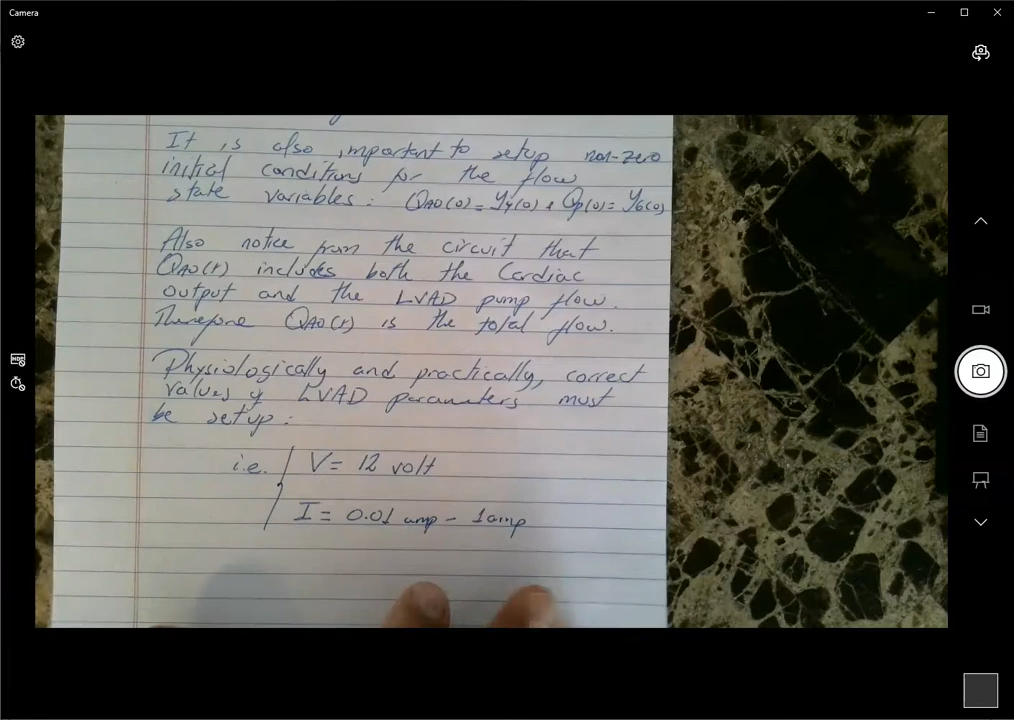 Camera
It is also important to setup non-zero
initial conditions for the flow
state variables: QAO(0) = Y4(0) & Qp(0) = Y6(0)
Also notice from the circuit that
QAO(t) includes both the Cardiac
output and the LVAD pump flow.
Therefore QAO(t) is the total flow.
Physiologically and practically, correct
values of LVAD parameters must
be setup:
i.e. V = 12 volt
I = 0.01 amp - 1amp